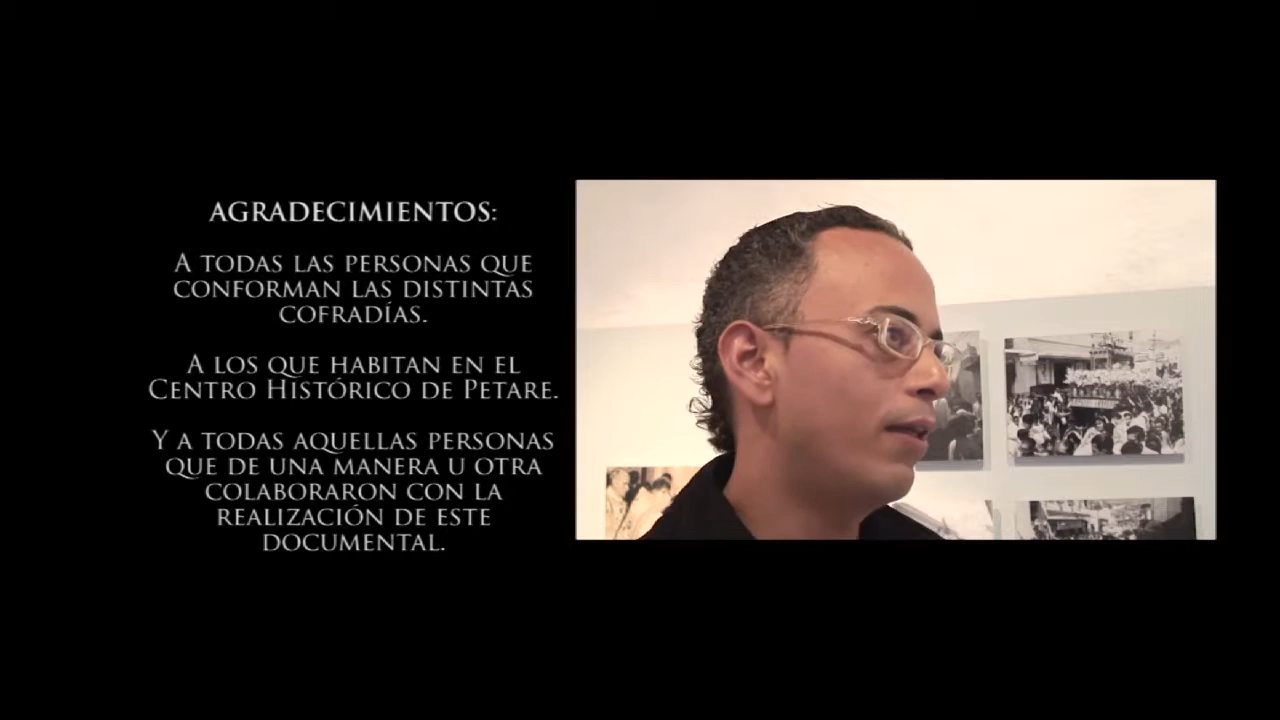 AGRADECIMIENTOS:
A TODAS LAS PERSONAS QUE
CONFORMAN LAS DISTINTAS
COFRADÍAS.
A LOS QUE HABITAN EN EL
CENTRO HISTÓRICO DE PETARE.
Y A TODAS AQUELLAS PERSONAS
QUE DE UNA MANERA U OTRA
COLABORARON CON LA
REALIZACIÓN DE ESTE
DOCUMENTAL.